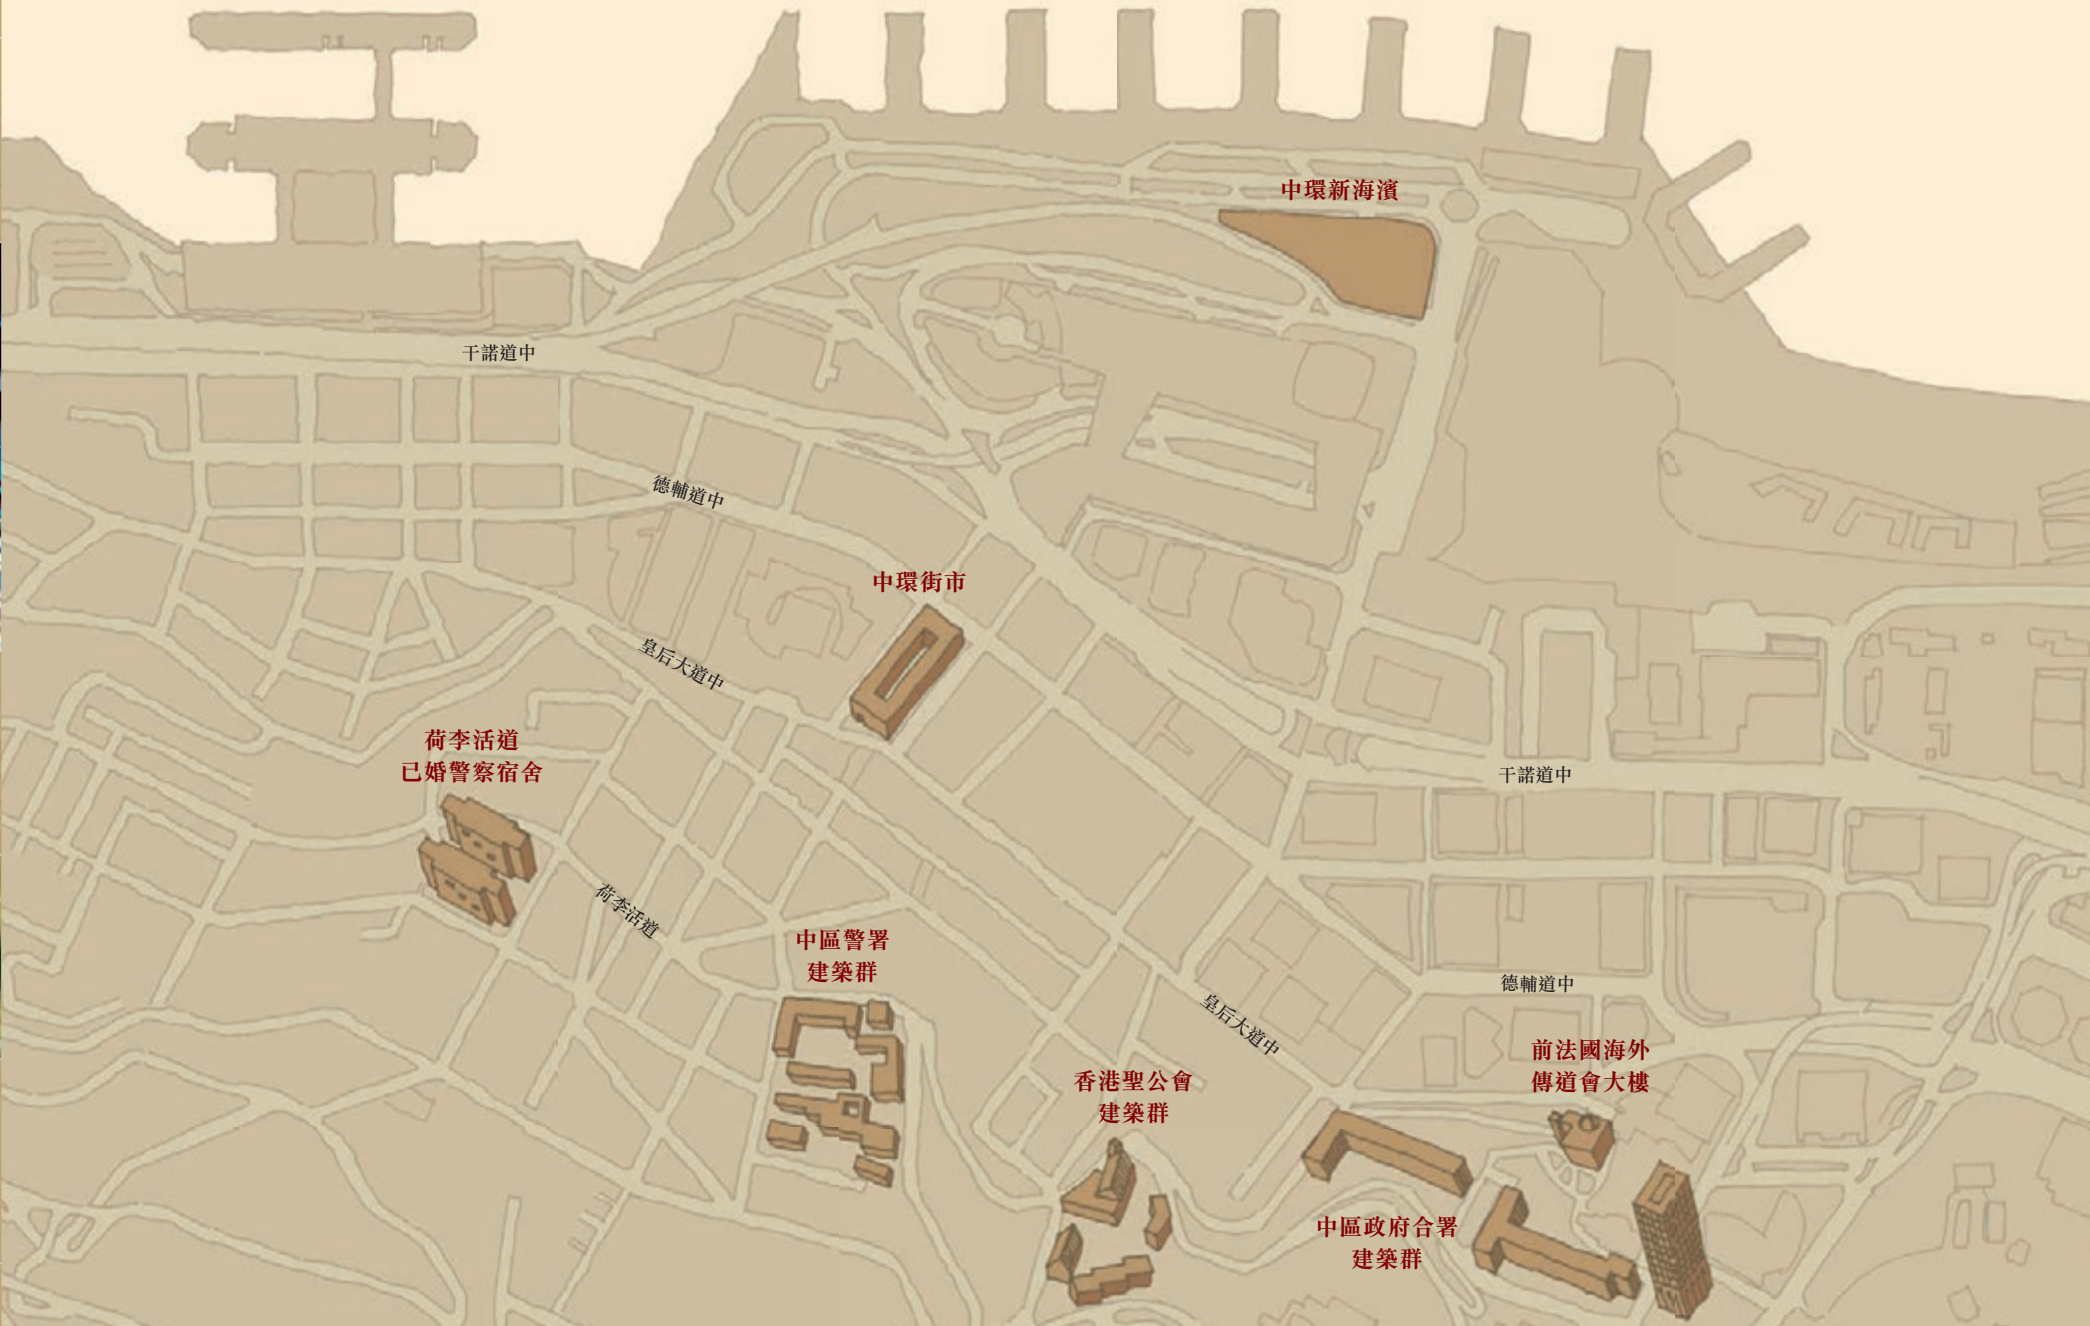 中環新海濱
干諾道中
德輔道中
中環街市
皇后大道中
荷李活道
已婚警察宿舍
干諾道中
荷李活道
中區警署
建築群
德輔道中
皇后大道中
前法國海外
傳道會大樓
香港聖公會
建築群
中區政府合署
建築群